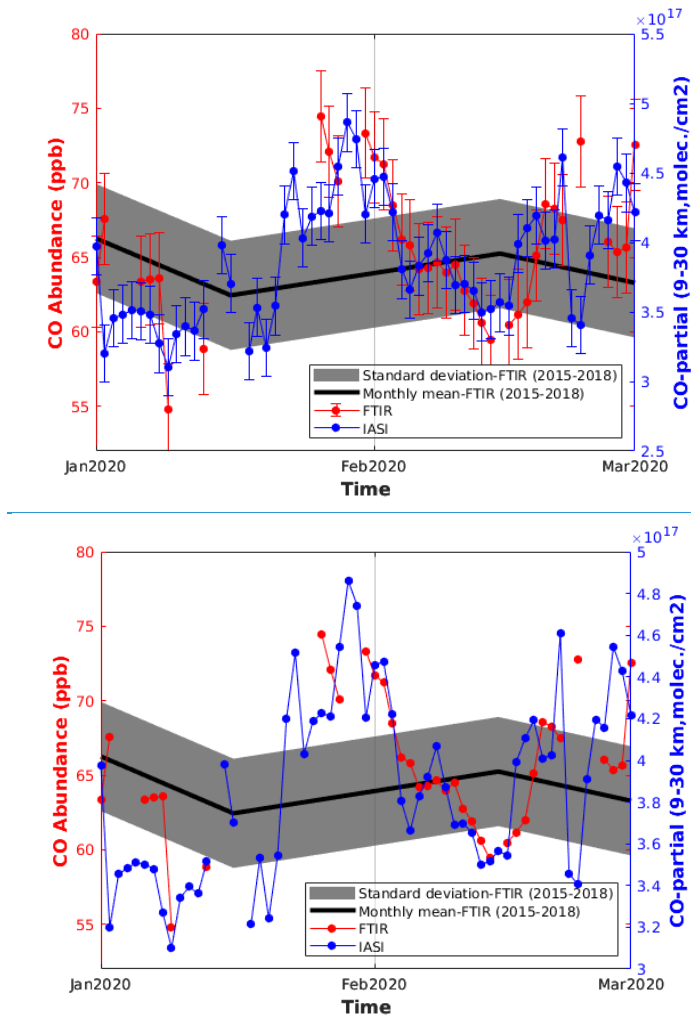 ×10¹⁷
80
75
70
65
60
55
5.5
5
4.5
4
3.5
3
2.5
CO Abundance (ppb)
CO-partial (9-30 km,molec./cm2)
Standard deviation-FTIR (2015-2018)
Monthly mean-FTIR (2015-2018)
FTIR
IASI
Jan2020
Feb2020
Mar2020
Time
×10¹⁷
80
75
70
65
60
55
5
4.8
4.6
4.4
4.2
4
3.8
3.6
3.4
3.2
3
CO Abundance (ppb)
CO-partial (9-30 km,molec./cm2)
Standard deviation-FTIR (2015-2018)
Monthly mean-FTIR (2015-2018)
FTIR
IASI
Jan2020
Feb2020
Mar2020
Time